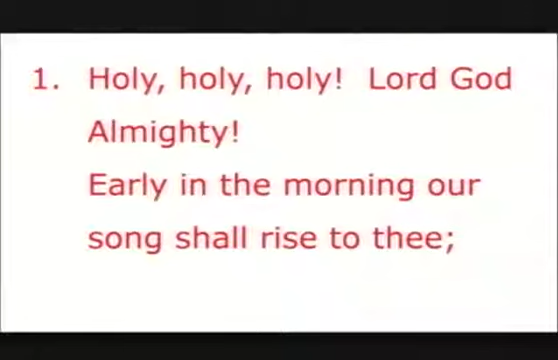 1. Holy, holy, holy! Lord God
Almighty!
Early in the morning our
song shall rise to thee;